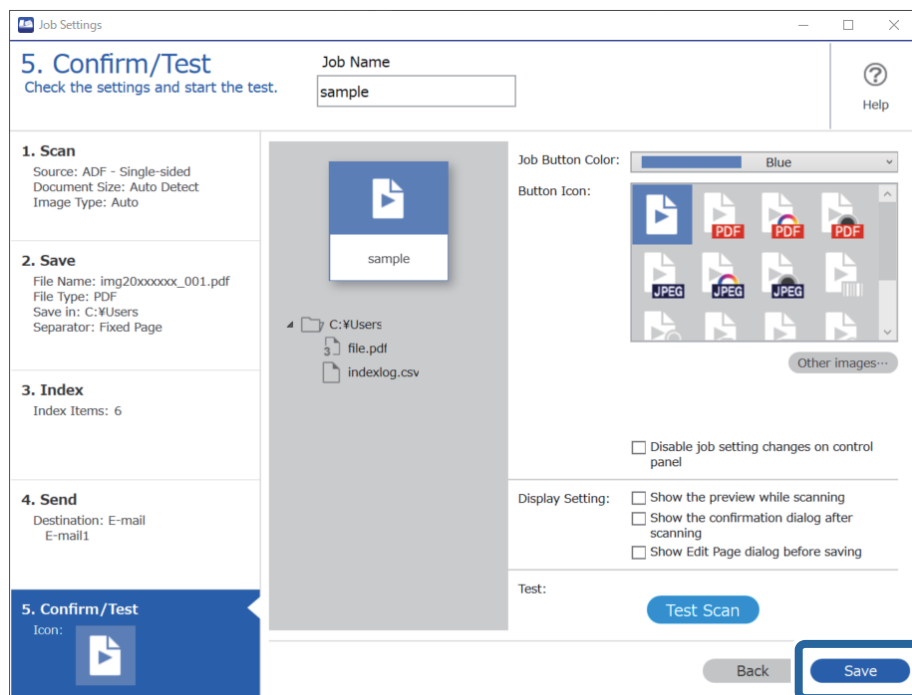 Job Settings
5. Confirm/Test
Check the settings and start the test.
Job Name
sample
Help
1. Scan
Source: ADF - Single-sided
Document Size: Auto Detect
Image Type: Auto
2. Save
File Name: img20xxxxxx_001.pdf
File Type: PDF
Save in: C:¥Users
Separator: Fixed Page
3. Index
Index Items: 6
4. Send
Destination: E-mail
E-mail1
5. Confirm/Test
Icon:
sample
C:¥Users
3 file.pdf
indexlog.csv
Job Button Color: Blue
Button Icon:
PDF PDF PDF
JPEG JPEG JPEG
Other images···
Disable job setting changes on control
panel
Display Setting: Show the preview while scanning
Show the confirmation dialog after
scanning
Show Edit Page dialog before saving
Test:
Test Scan
Back Save